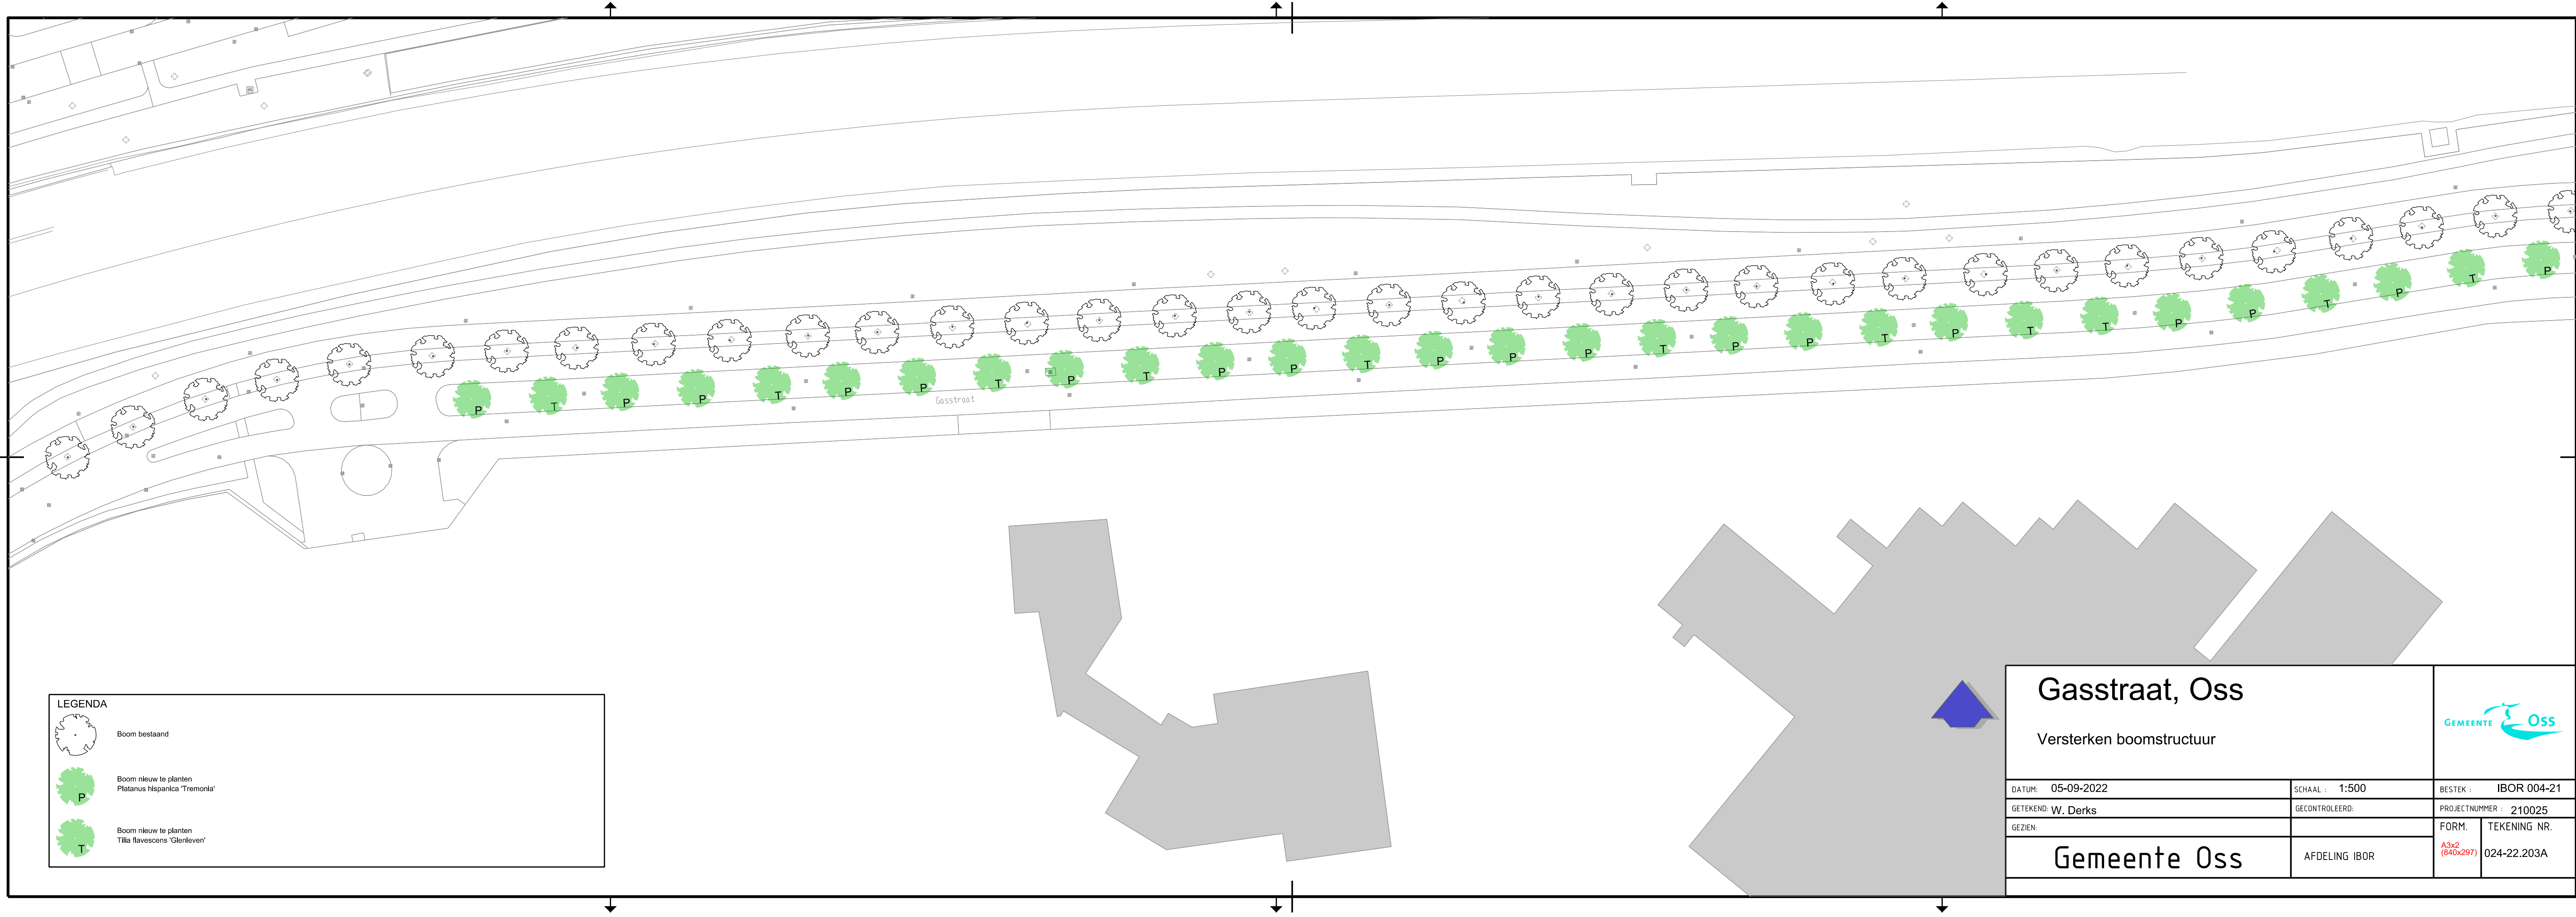 P T P P T P P T P T P P T P P P T P P T P T T P P T P T P
Gasstraat
LEGENDA
Boom bestaand
P
Boom nieuw te planten
Platanus hispanica 'Tremonia'
T
Boom nieuw te planten
Tilia flavescens 'Glenleven'
Gasstraat, Oss
Versterken boomstructuur
GEMEENTE Oss
DATUM: 05-09-2022
SCHAAL : 1:500
BESTEK : IBOR 004-21
GETEKEND: W. Derks
GECONTROLEERD:
PROJECTNUMMER : 210025
GEZIEN:
FORM.
TEKENING NR.
Gemeente Oss
AFDELING IBOR
A3x2
(840x297)
024-22.203A